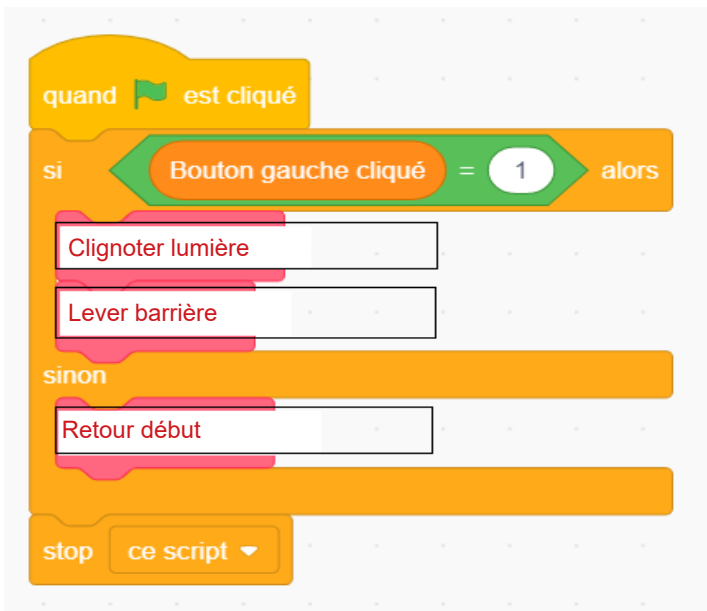 quand est cliqué
si Bouton gauche cliqué = 1 alors
Clignoter lumière
Lever barrière
sinon
Retour début
stop ce script